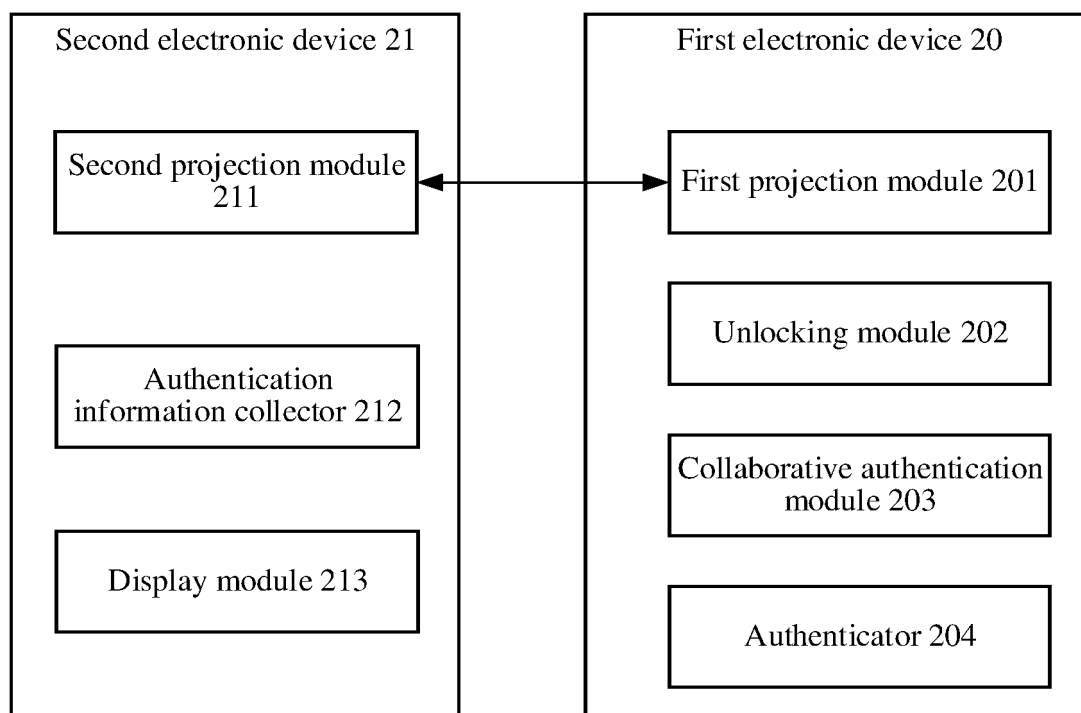 Second electronic device 21
Second projection module
211
Authentication
information collector 212
Display module 213
First electronic device 20
First projection module 201
Unlocking module 202
Collaborative authentication
module 203
Authenticator 204